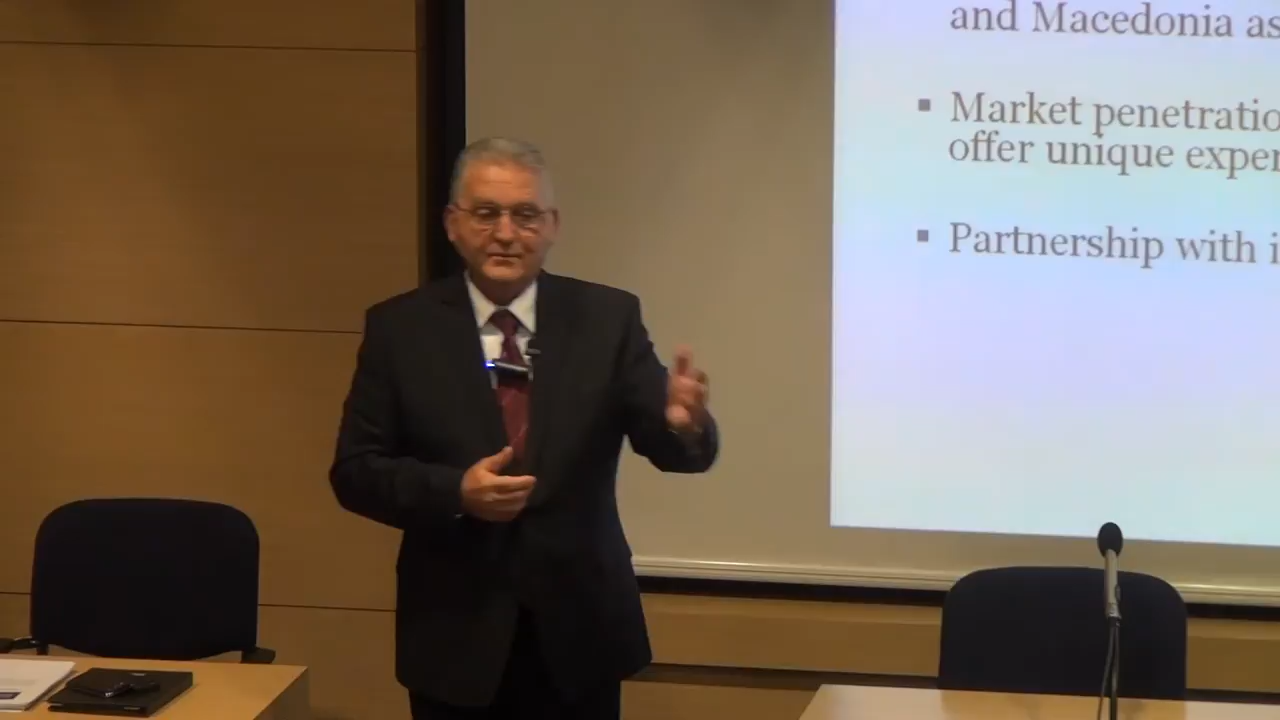 and Macedonia as
Market penetratio
offer unique exper
Partnership with i